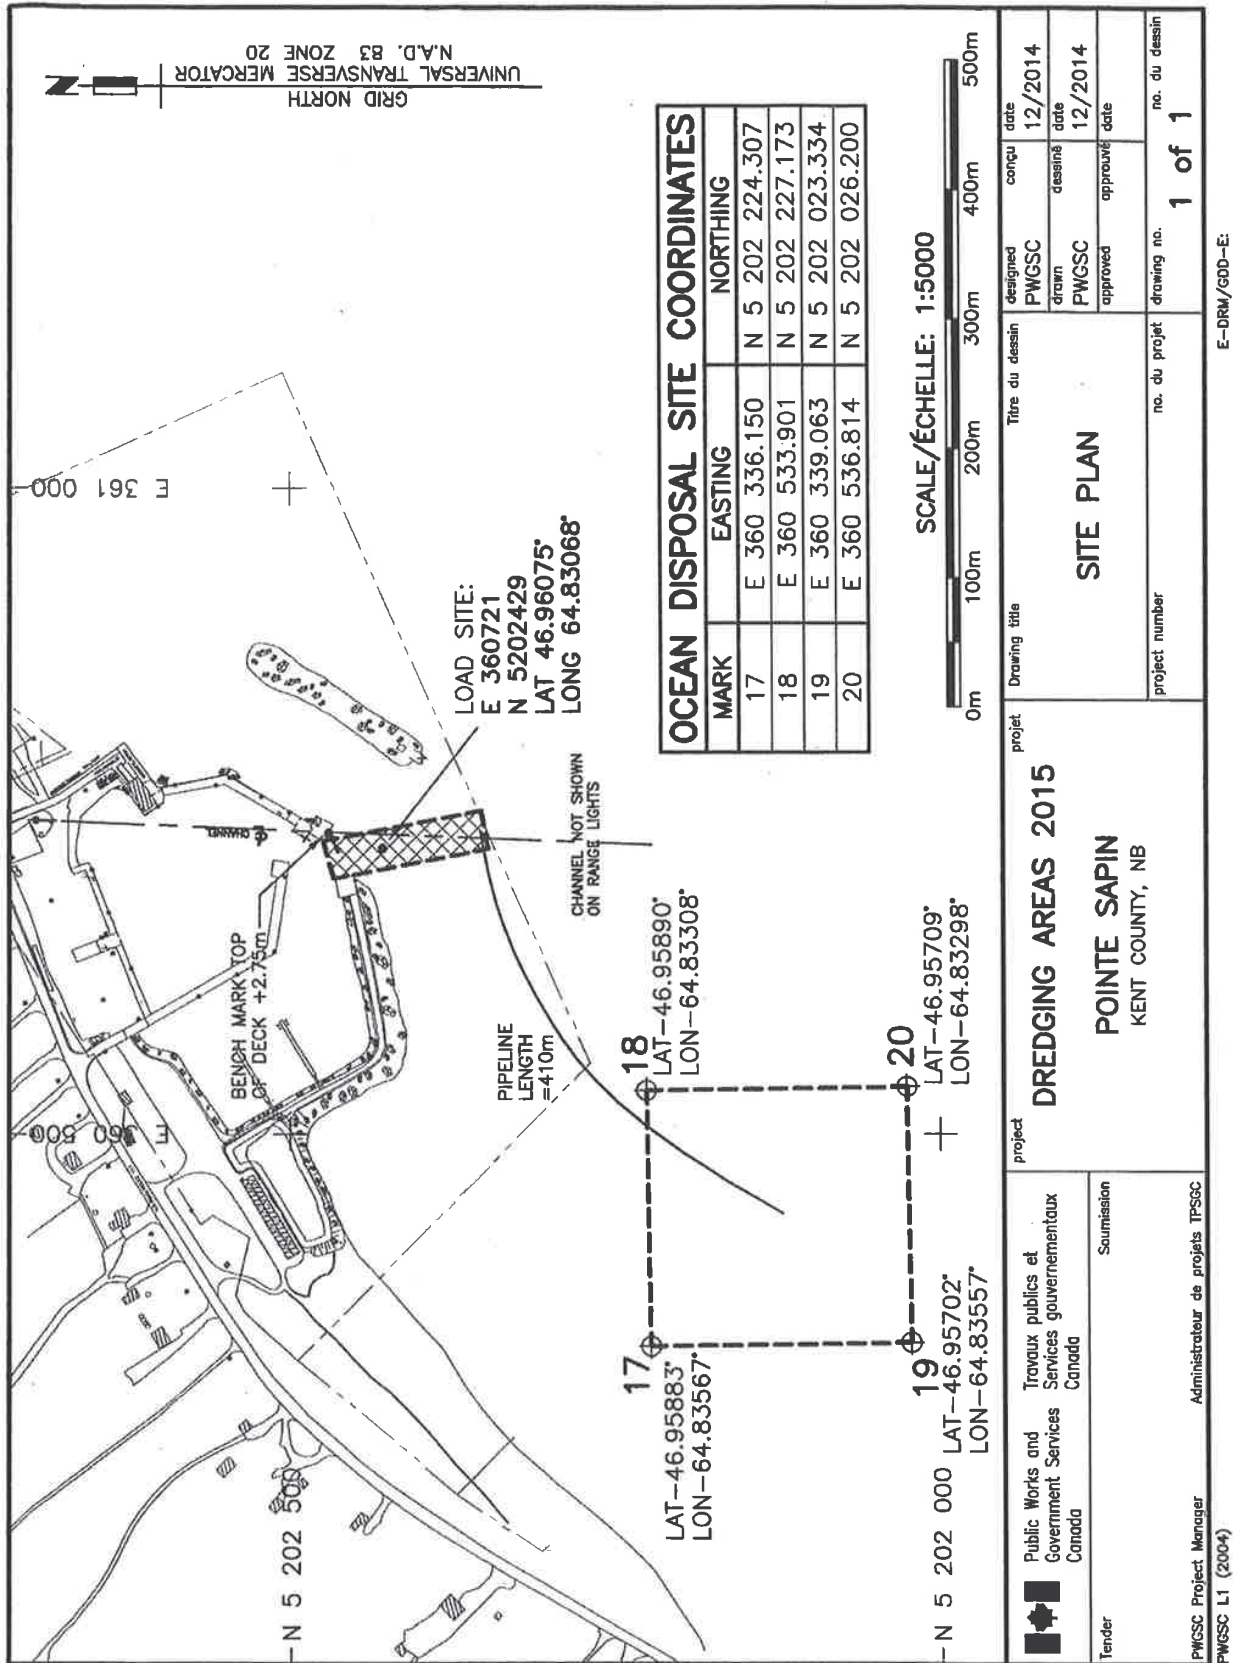 GRID NORTH
UNIVERSAL TRANSVERSE MERCATOR
N.A.D. 83 ZONE 20
N
E 361 000
E 360 500
N 5 202 500
N 5 202 000
BENCH MARK TOP
OF DECK +2.75m
CHANNEL
LOAD SITE:
E 360721
N 5202429
LAT 46.96075°
LONG 64.83068°
CHANNEL NOT SHOWN
ON RANGE LIGHTS
PIPELINE
LENGTH
=410m
17
LAT-46.95883°
LON-64.83567°
18
LAT-46.95890°
LON-64.83308°
19
LAT-46.95702°
LON-64.83557°
20
LAT-46.95709°
LON-64.83298°
OCEAN DISPOSAL SITE COORDINATES
MARK EASTING NORTHING
17 E 360 336.150 N 5 202 224.307
18 E 360 533.901 N 5 202 227.173
19 E 360 339.063 N 5 202 023.334
20 E 360 536.814 N 5 202 026.200
SCALE/ÉCHELLE: 1:5000
0m 100m 200m 300m 400m 500m
Public Works and
Government Services
Canada
Travaux publics et
Services gouvernementaux
Canada
Tender Soumission
PWGSC Project Manager Administrateur de projets TPSGC
project projet
DREDGING AREAS 2015
POINTE SAPIN
KENT COUNTY, NB
Drawing title Titre du dessin
SITE PLAN
designed conçu date
PWGSC 12/2014
drawn dessiné date
PWGSC 12/2014
approved approuvé date
project number no. du projet
drawing no. no. du dessin
1 of 1
PWGSC L1 (2004)
E-DRM/GDD-E: